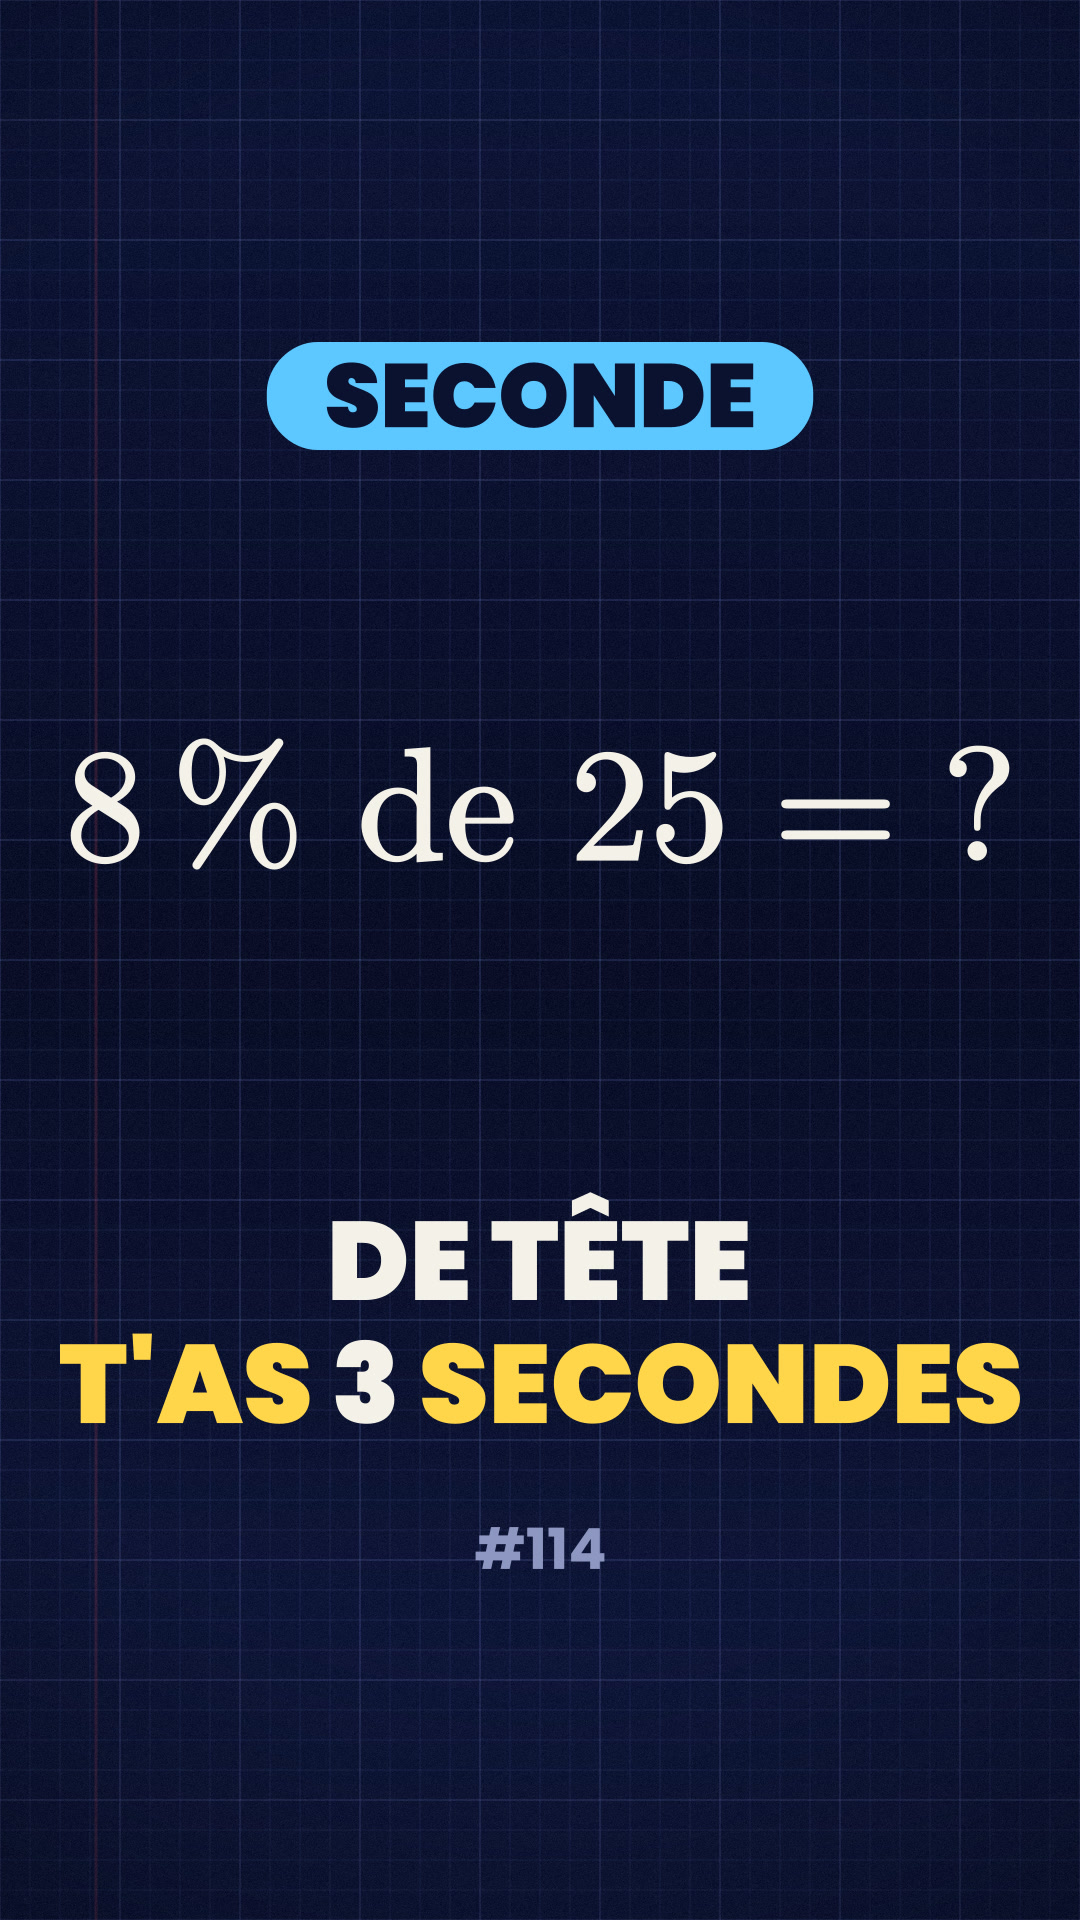 SECONDE
8 % de 25 = ?
DE TÊTE
T'AS 3 SECONDES
#114